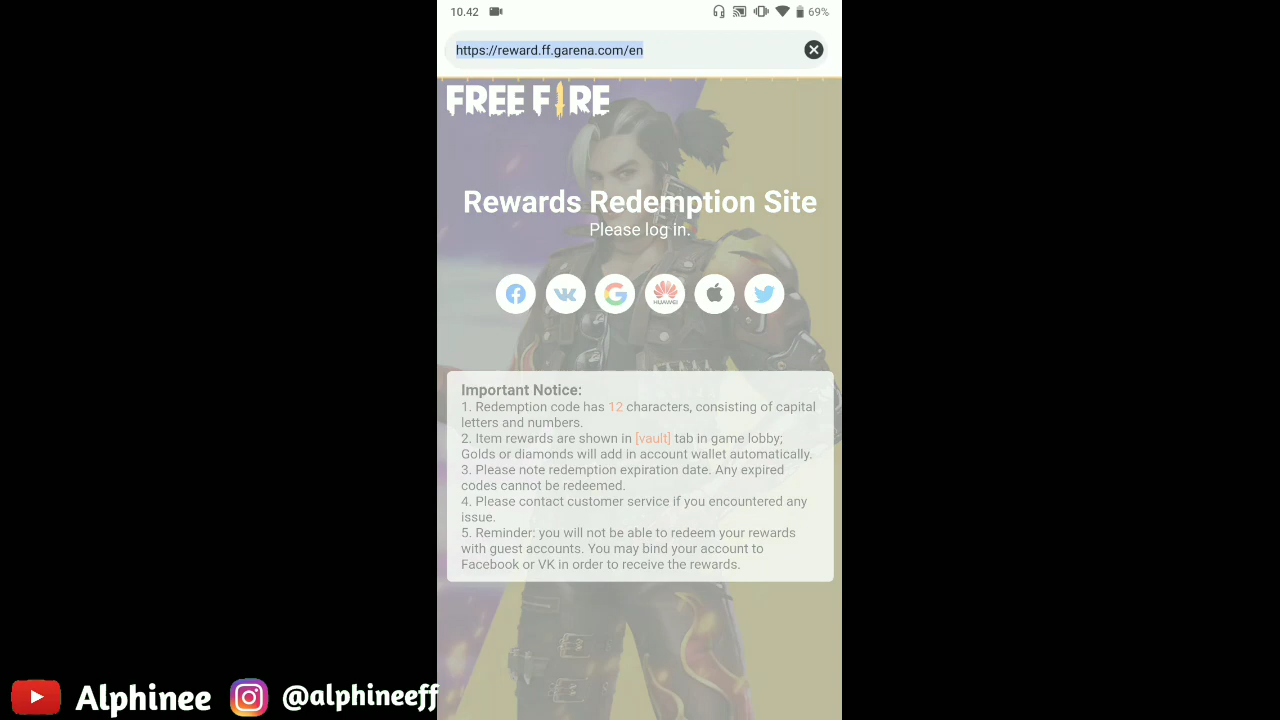 10.42
69%
https://reward.ff.garena.com/en
FREE FIRE
Rewards Redemption Site
Please log in.
HUAWEI
Important Notice:
1. Redemption code has 12 characters, consisting of capital
letters and numbers.
2. Item rewards are shown in [vault] tab in game lobby;
Golds or diamonds will add in account wallet automatically.
3. Please note redemption expiration date. Any expired
codes cannot be redeemed.
4. Please contact customer service if you encountered any
issue.
5. Reminder: you will not be able to redeem your rewards
with guest accounts. You may bind your account to
Facebook or VK in order to receive the rewards.
Alphinee
@alphineeff